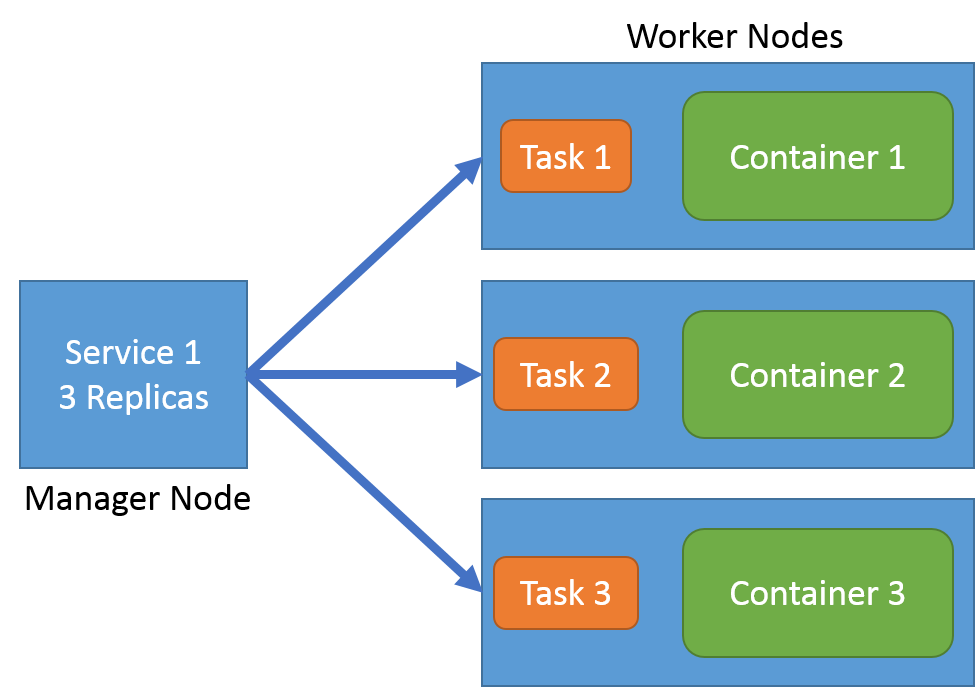 Worker Nodes
Task 1
Container 1
Service 1
3 Replicas
Manager Node
Task 2
Container 2
Task 3
Container 3